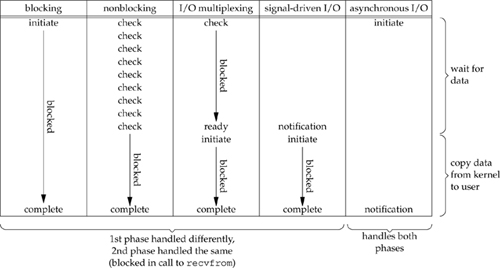 blocking nonblocking I/O multiplexing signal-driven I/O asynchronous I/O
initiate check check initiate
check
check
check
check
check
check
check
check ready notification
initiate initiate
blocked
blocked
blocked
blocked
blocked
complete complete complete complete notification
wait for
data
copy data
from kernel
to user
1st phase handled differently,
2nd phase handled the same
(blocked in call to recvfrom)
handles both
phases